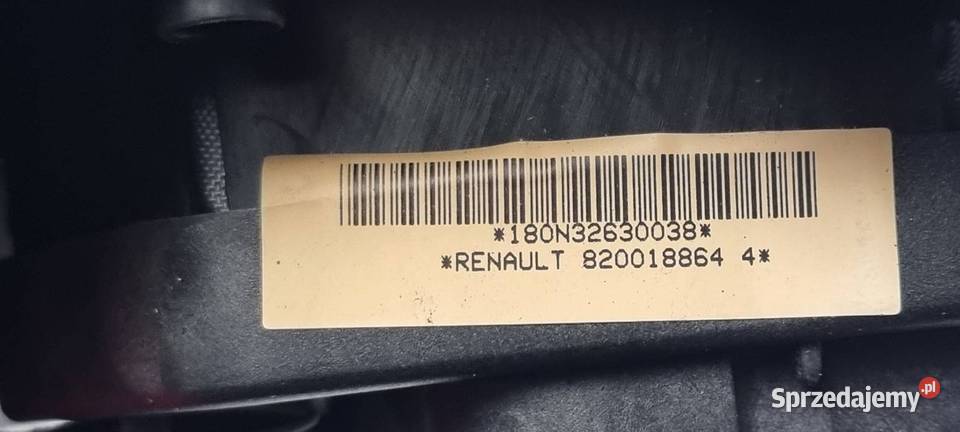 *180N32630038*
*RENAULT 820018864 4*
Sprzedajemy.pl